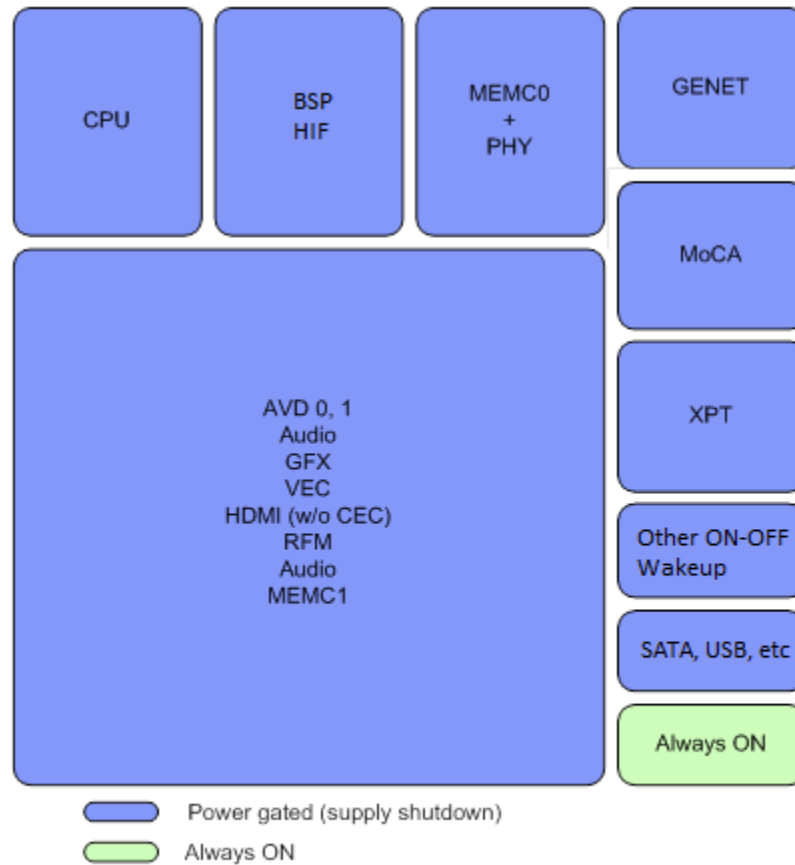 CPU
BSP
HIF
MEMC0
+
PHY
GENET
MoCA
XPT
AVD 0, 1
Audio
GFX
VEC
HDMI (w/o CEC)
RFM
Audio
MEMC1
Other ON-OFF
Wakeup
SATA, USB, etc
Always ON
Power gated (supply shutdown)
Always ON